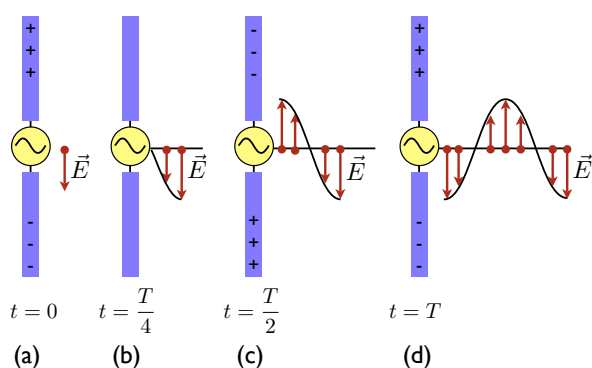 + - +
+ - +
+ - +
E⃗ E⃗ E⃗ E⃗
- + -
- + -
- + -
t = 0 t = T/4 t = T/2 t = T
(a) (b) (c) (d)